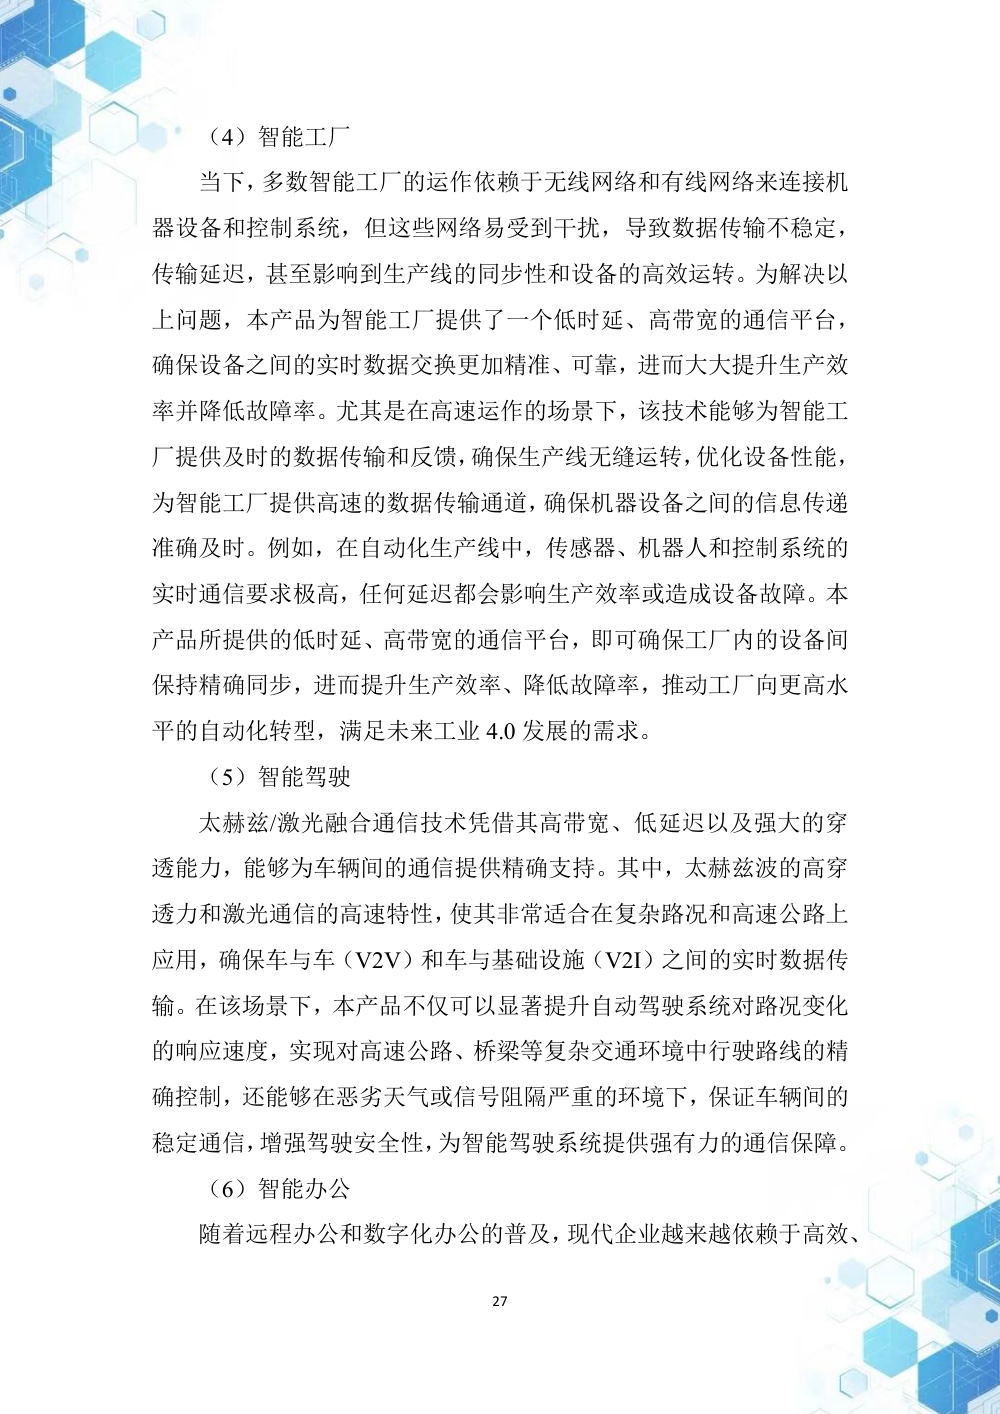 （4）智能工厂
当下，多数智能工厂的运作依赖于无线网络和有线网络来连接机
器设备和控制系统，但这些网络易受到干扰，导致数据传输不稳定，
传输延迟，甚至影响到生产线的同步性和设备的高效运转。为解决以
上问题，本产品为智能工厂提供了一个低时延、高带宽的通信平台，
确保设备之间的实时数据交换更加精准、可靠，进而大大提升生产效
率并降低故障率。尤其是在高速运作的场景下，该技术能够为智能工
厂提供及时的数据传输和反馈，确保生产线无缝运转，优化设备性能，
为智能工厂提供高速的数据传输通道，确保机器设备之间的信息传递
准确及时。例如，在自动化生产线中，传感器、机器人和控制系统的
实时通信要求极高，任何延迟都会影响生产效率或造成设备故障。本
产品所提供的低时延、高带宽的通信平台，即可确保工厂内的设备间
保持精确同步，进而提升生产效率、降低故障率，推动工厂向更高水
平的自动化转型，满足未来工业 4.0 发展的需求。
（5）智能驾驶
太赫兹/激光融合通信技术凭借其高带宽、低延迟以及强大的穿
透能力，能够为车辆间的通信提供精确支持。其中，太赫兹波的高穿
透力和激光通信的高速特性，使其非常适合在复杂路况和高速公路上
应用，确保车与车（V2V）和车与基础设施（V2I）之间的实时数据传
输。在该场景下，本产品不仅可以显著提升自动驾驶系统对路况变化
的响应速度，实现对高速公路、桥梁等复杂交通环境中行驶路线的精
确控制，还能够在恶劣天气或信号阻隔严重的环境下，保证车辆间的
稳定通信，增强驾驶安全性，为智能驾驶系统提供强有力的通信保障。
（6）智能办公
随着远程办公和数字化办公的普及，现代企业越来越依赖于高效、
27